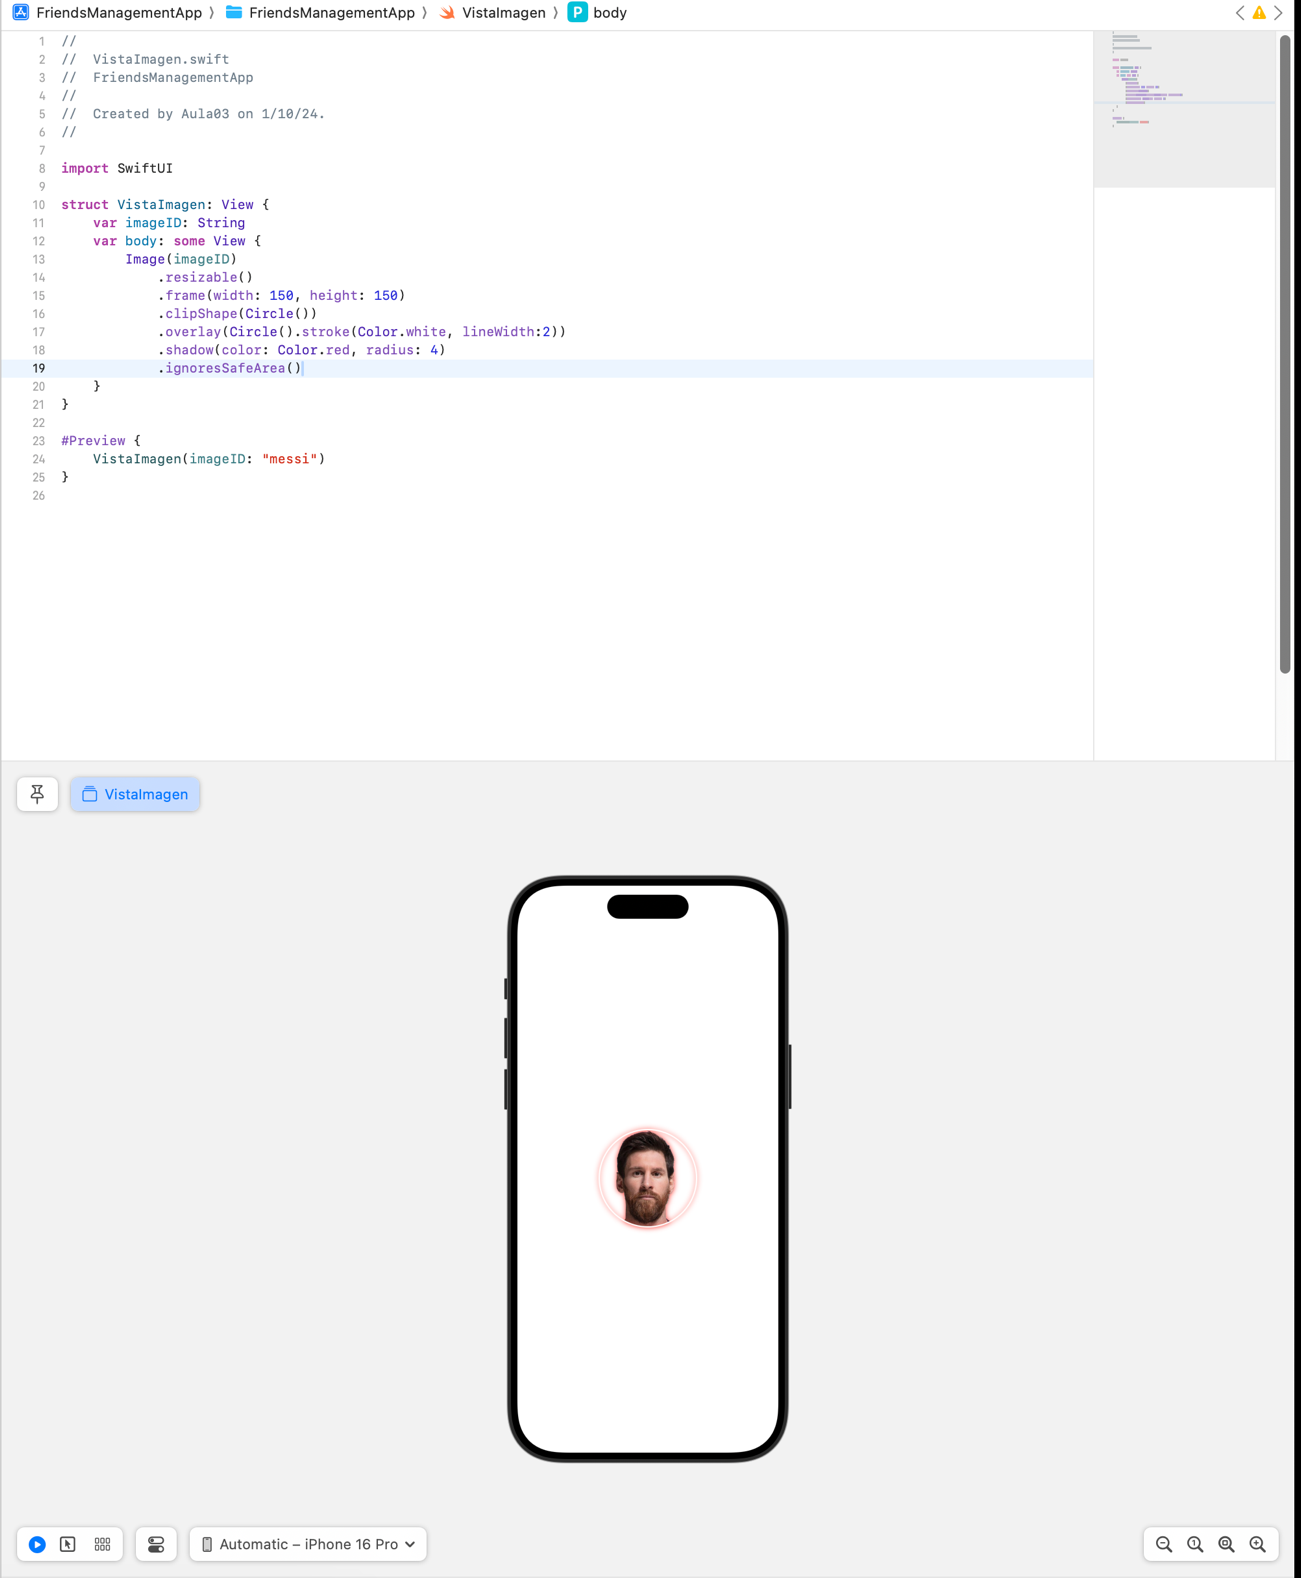 FriendsManagementApp 〉 FriendsManagementApp 〉 VistaImagen 〉 P body
1 //
2 //  VistaImagen.swift
3 //  FriendsManagementApp
4 //
5 //  Created by Aula03 on 1/10/24.
6 //
7
8 import SwiftUI
9
10 struct VistaImagen: View {
11     var imageID: String
12     var body: some View {
13         Image(imageID)
14             .resizable()
15             .frame(width: 150, height: 150)
16             .clipShape(Circle())
17             .overlay(Circle().stroke(Color.white, lineWidth:2))
18             .shadow(color: Color.red, radius: 4)
19             .ignoresSafeArea()
20     }
21 }
22
23 #Preview {
24     VistaImagen(imageID: "messi")
25 }
26
VistaImagen
Automatic – iPhone 16 Pro